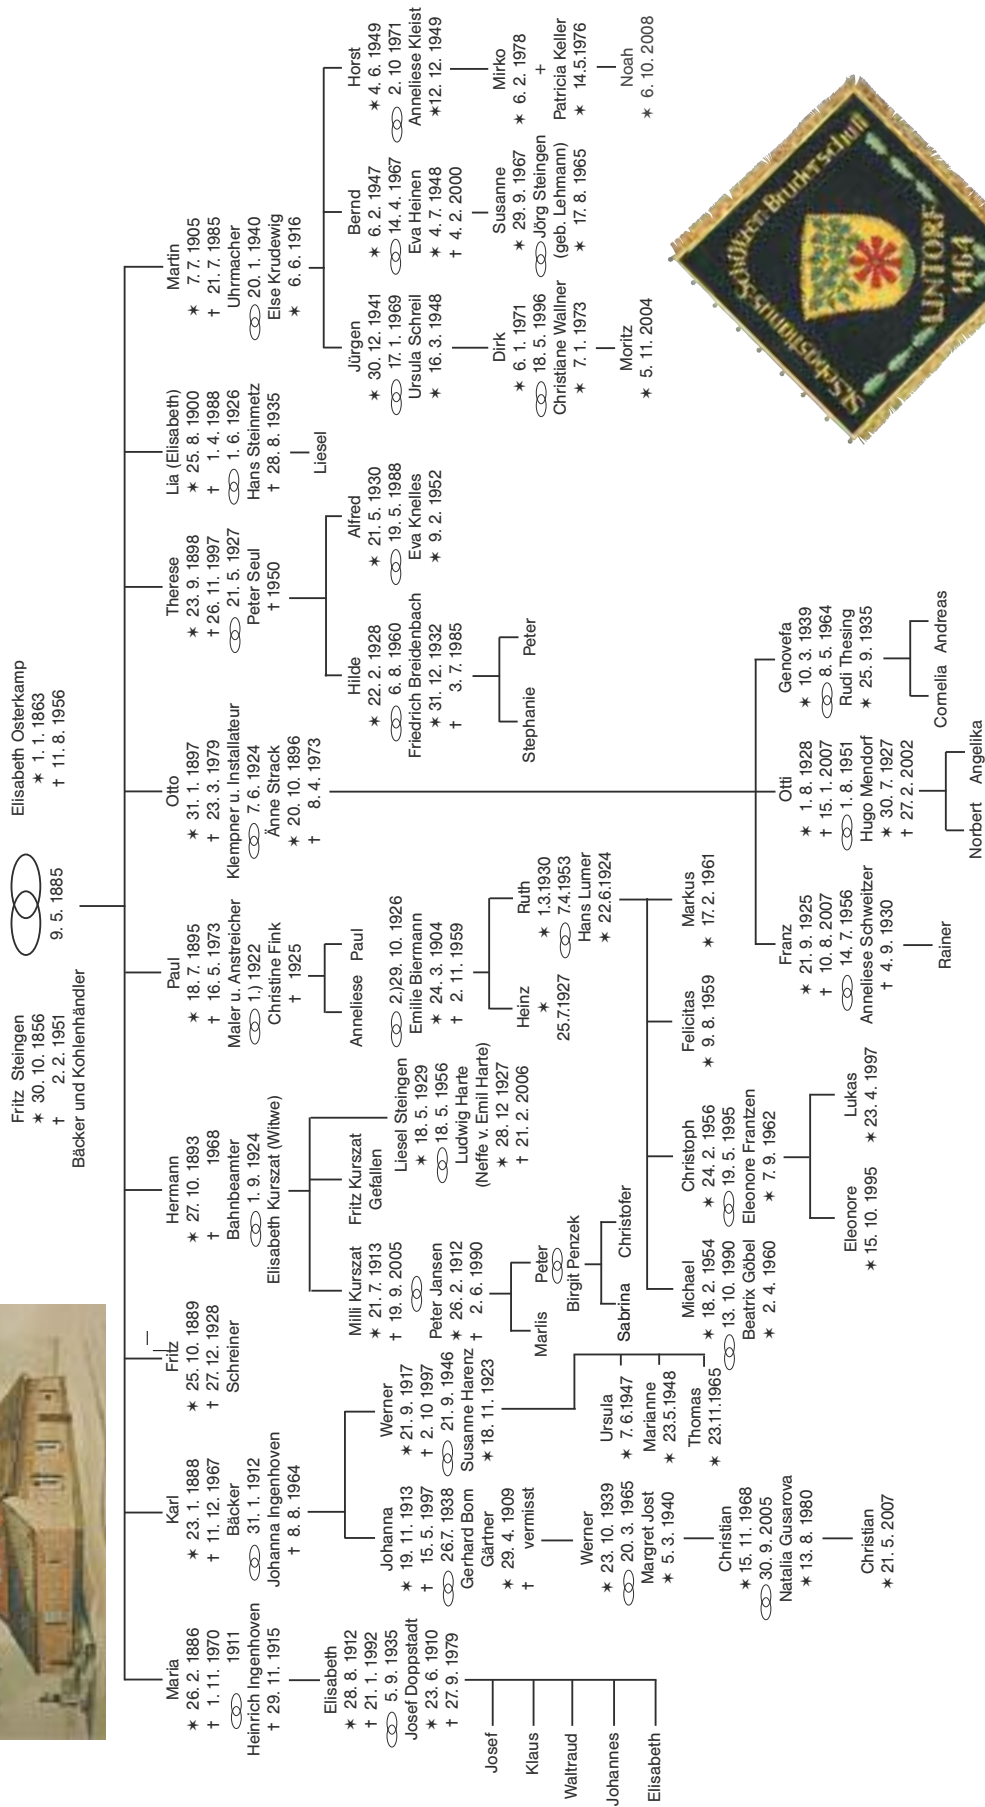 Fritz Steingen
✶ 30. 10. 1856
† 2. 2. 1951
Bäcker und Kohlenhändler
9. 5. 1885
Elisabeth Osterkamp
✶ 1. 1. 1863
† 11. 8. 1956
Maria
✶ 26. 2. 1886
† 1. 11. 1970
1911
Heinrich Ingenhoven
† 29. 11. 1915
Elisabeth
✶ 28. 8. 1912
† 21. 1. 1992
5. 9. 1935
Josef Doppstadt
✶ 23. 6. 1910
† 27. 9. 1979
Josef
Klaus
Waltraud
Johannes
Elisabeth
Karl
✶ 23. 1. 1888
† 11. 12. 1967
Bäcker
31. 1. 1912
Johanna Ingenhoven
† 8. 8. 1964
Johanna
✶ 19. 11. 1913
† 15. 5. 1997
26.7. 1938
Gerhard Bom
Gärtner
✶ 29. 4. 1909
† vermisst
Werner
✶ 23. 10. 1939
20. 3. 1965
Margret Jost
✶ 5. 3. 1940
Christian
✶ 15. 11. 1968
30. 9. 2005
Natalia Gusarova
✶ 13. 8. 1980
Christian
✶ 21. 5. 2007
Werner
✶ 21. 9. 1917
† 2. 10 1997
21. 9. 1946
Susanne Harenz
✶ 18. 11. 1923
Ursula
✶ 7.6.1947
Marianne
✶ 23.5.1948
Thomas
✶ 23.11.1965
Fritz
✶ 25. 10. 1889
† 27. 12. 1928
Schreiner
Hermann
✶ 27. 10. 1893
† 1968
Bahnbeamter
1. 9. 1924
Elisabeth Kurszat (Witwe)
Milli Kurszat
✶ 21. 7. 1913
† 19. 9. 2005
Peter Jansen
✶ 26. 2. 1912
† 2. 6. 1990
Marlis
Peter
Birgit Penzek
Sabrina
Christofer
Fritz Kurszat
Gefallen
Liesel Steingen
✶ 18. 5. 1929
18. 5. 1956
Ludwig Harte
(Neffe v. Emil Harte)
✶ 28. 12 1927
† 21. 2. 2006
Paul
✶ 18. 7. 1895
† 16. 5. 1973
Maler u. Anstreicher
1.) 1922
Christine Fink
† 1925
Anneliese
Paul
2.)29. 10. 1926
Emilie Biermann
✶ 24. 3. 1904
† 2. 11. 1959
Heinz
✶
25.7.1927
Ruth
✶ 1.3.1930
7.4.1953
Hans Lumer
✶ 22.6.1924
Michael
✶ 18. 2. 1954
13. 10. 1990
Beatrix Göbel
✶ 2. 4. 1960
Christoph
✶ 24. 2. 1956
19. 5. 1995
Eleonore Frantzen
✶ 7. 9. 1962
Eleonore
✶ 15. 10. 1995
Lukas
✶ 23. 4. 1997
Felicitas
✶ 9. 8. 1959
Markus
✶ 17. 2. 1961
Otto
✶ 31. 1. 1897
† 23. 3. 1979
Klempner u. Installateur
7. 6. 1924
Änne Strack
✶ 20. 10. 1896
† 8. 4. 1973
Franz
✶ 21. 9. 1925
† 10. 8. 2007
14. 7. 1956
Anneliese Schweitzer
† 4. 9. 1930
Rainer
Otti
✶ 1. 8. 1928
† 15. 1. 2007
1. 8. 1951
Hugo Mendorf
✶ 30. 7. 1927
† 27. 2. 2002
Norbert
Angelika
Genovefa
✶ 10. 3. 1939
8. 5. 1964
Rudi Thesing
✶ 25. 9. 1935
Cornelia
Andreas
Therese
✶ 23. 9. 1898
† 26. 11. 1997
21. 5. 1927
Peter Seul
† 1950
Hilde
✶ 22. 2. 1928
6. 8. 1960
Friedrich Breidenbach
✶ 31. 12. 1932
† 3. 7. 1985
Stephanie
Peter
Alfred
✶ 21. 5. 1930
19. 5. 1988
Eva Knelles
✶ 9. 2. 1952
Lia (Elisabeth)
✶ 25. 8. 1900
† 1. 4. 1988
1. 6. 1926
Hans Steinmetz
† 28. 8. 1935
Liesel
Martin
✶ 7. 7. 1905
† 21. 7. 1985
Uhrmacher
20. 1. 1940
Else Krudewig
✶ 6. 6. 1916
Jürgen
✶ 30. 12. 1941
17. 1. 1969
Ursula Schreil
✶ 16. 3. 1948
Dirk
✶ 6. 1. 1971
18. 5. 1996
Christiane Wallner
✶ 7. 1. 1973
Moritz
✶ 5. 11. 2004
Bernd
✶ 6. 2. 1947
14. 4. 1967
Eva Heinen
✶ 4. 7. 1948
† 4. 2. 2000
Susanne
✶ 29. 9. 1967
Jörg Steingen
(geb. Lehmann)
✶ 17. 8. 1965
Horst
✶ 4. 6. 1949
2. 10 1971
Anneliese Kleist
✶12. 12. 1949
Mirko
✶ 6. 2. 1978
+
Patricia Keller
✶ 14.5.1976
Noah
✶ 6. 10. 2008
St. Sebastianus-Schützen-Bruderschaft
LINTORF
1464